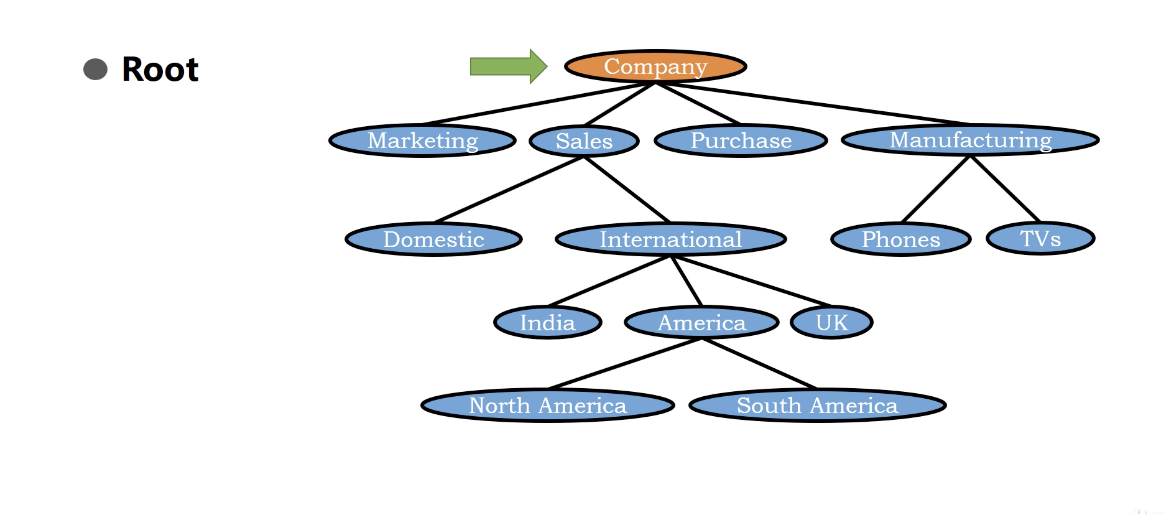 Root
Company
Marketing Sales Purchase Manufacturing
Domestic International Phones TVs
India America UK
North America South America